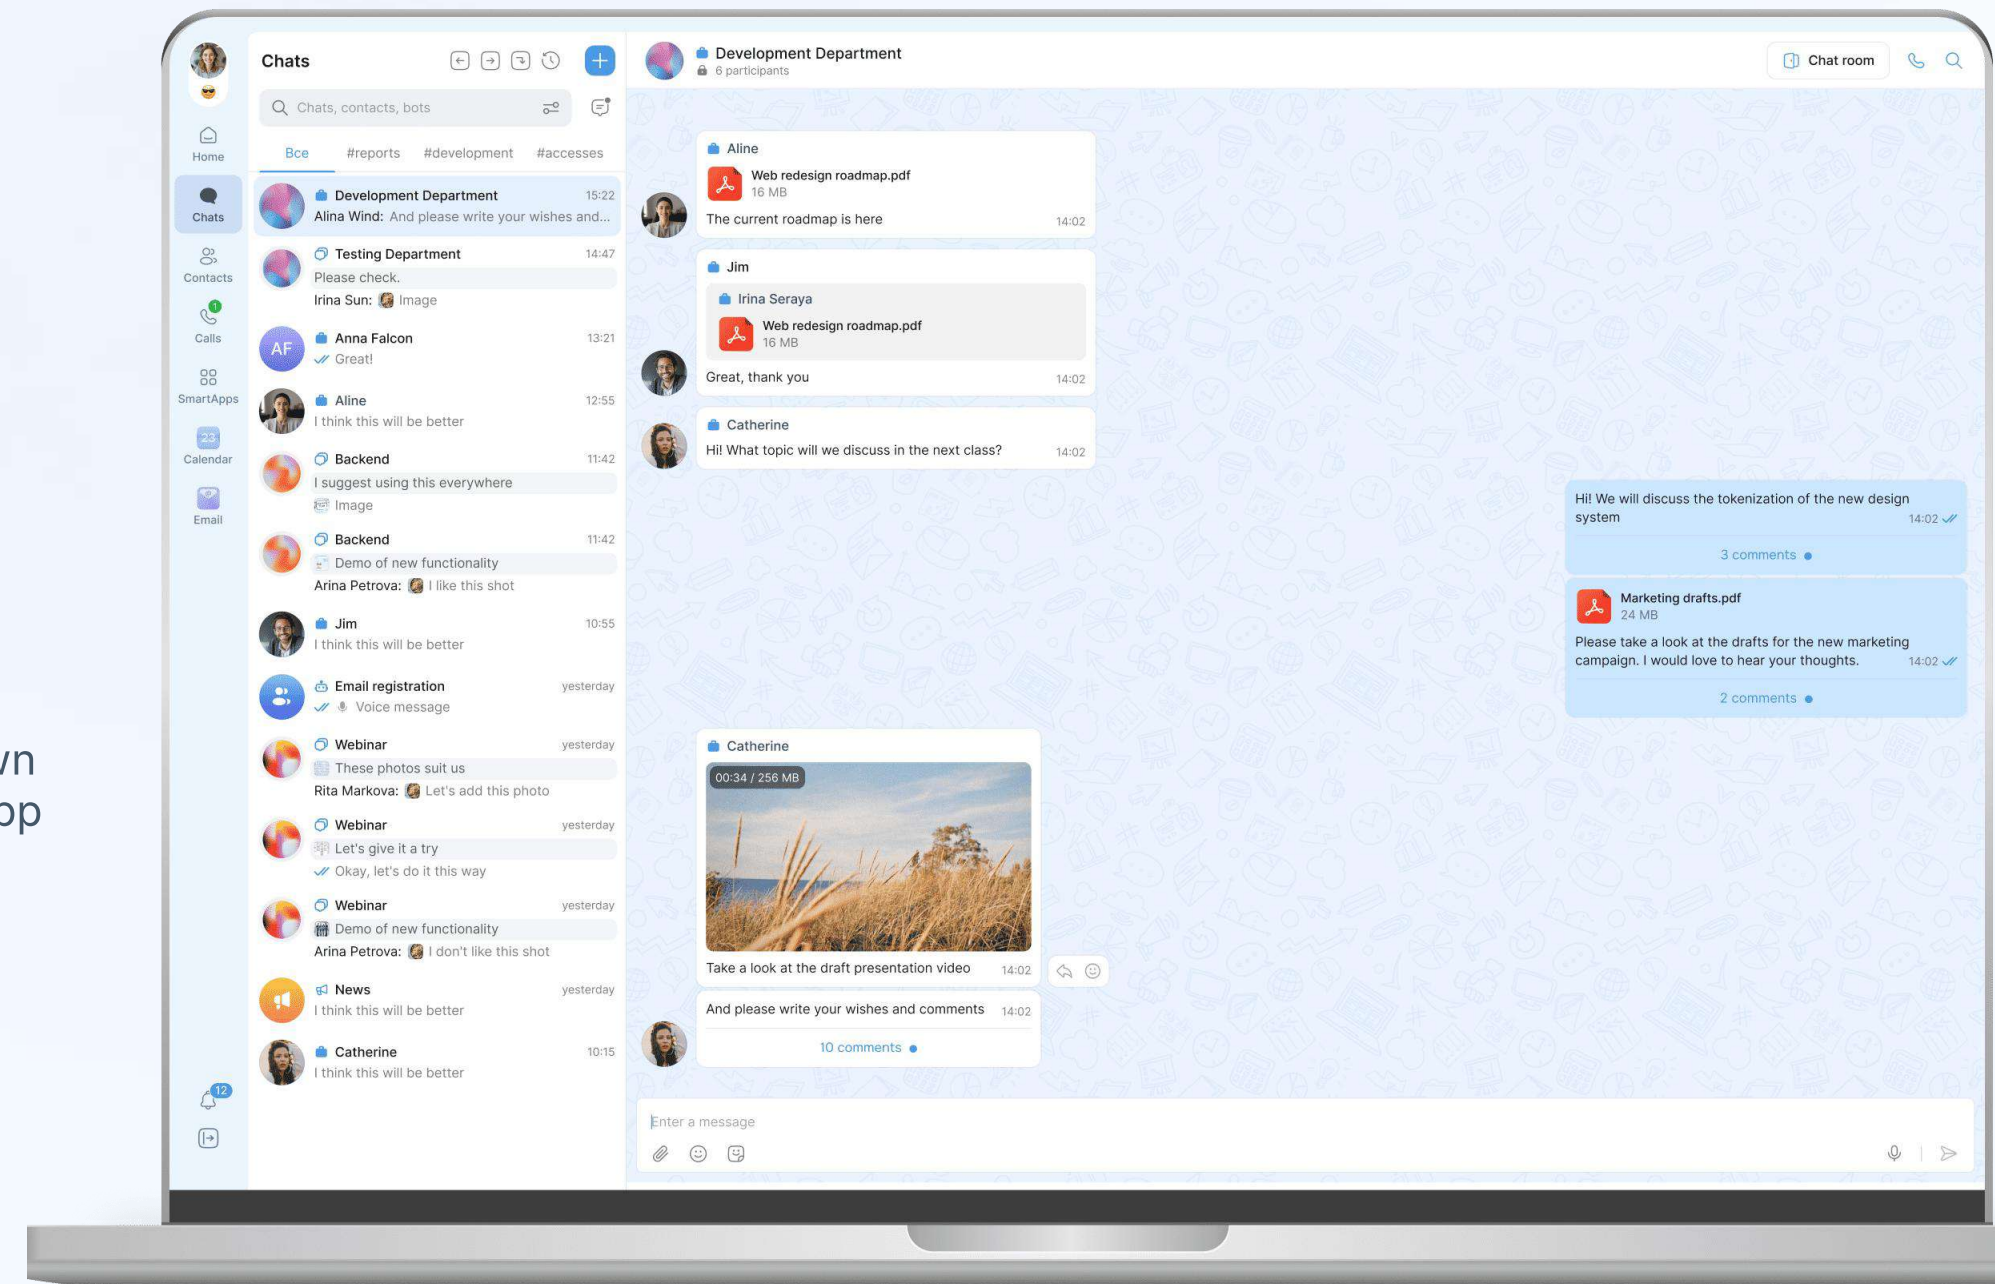 Chats
Chats, contacts, bots
Все #reports #development #accesses
Home
Chats
Contacts
1
Calls
SmartApps
23
Calendar
Email
12
Development Department 15:22
Alina Wind: And please write your wishes and...
Testing Department 14:47
Please check.
Irina Sun: Image
AF
Anna Falcon 13:21
Great!
Aline 12:55
I think this will be better
Backend 11:42
I suggest using this everywhere
Image
Backend 11:42
Demo of new functionality
Arina Petrova: I like this shot
Jim 10:55
I think this will be better
Email registration yesterday
Voice message
Webinar yesterday
These photos suit us
Rita Markova: Let's add this photo
Webinar yesterday
Let's give it a try
Okay, let's do it this way
Webinar yesterday
Demo of new functionality
Arina Petrova: I don't like this shot
News yesterday
I think this will be better
Catherine 10:15
I think this will be better
Development Department
6 participants
Chat room
Aline
Web redesign roadmap.pdf
16 MB
The current roadmap is here 14:02
Jim
Irina Seraya
Web redesign roadmap.pdf
16 MB
Great, thank you 14:02
Catherine
Hi! What topic will we discuss in the next class? 14:02
Hi! We will discuss the tokenization of the new design
system 14:02
3 comments
Marketing drafts.pdf
24 MB
Please take a look at the drafts for the new marketing
campaign. I would love to hear your thoughts. 14:02
2 comments
Catherine
00:34 / 256 MB
Take a look at the draft presentation video 14:02
And please write your wishes and comments 14:02
10 comments
Enter a message